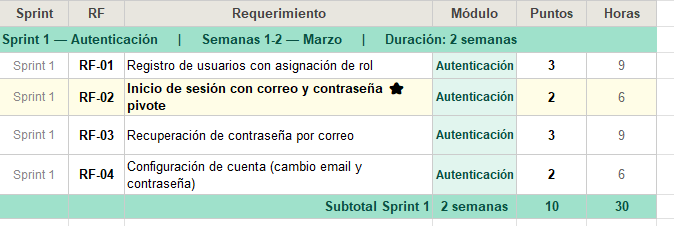 Sprint RF Requerimiento Módulo Puntos Horas
Sprint 1 — Autenticación | Semanas 1-2 — Marzo | Duración: 2 semanas
Sprint 1 RF-01 Registro de usuarios con asignación de rol Autenticación 3 9
Sprint 1 RF-02 Inicio de sesión con correo y contraseña ★ Autenticación 2 6
pivote
Sprint 1 RF-03 Recuperación de contraseña por correo Autenticación 3 9
Sprint 1 RF-04 Configuración de cuenta (cambio email y Autenticación 2 6
contraseña)
Subtotal Sprint 1 2 semanas 10 30